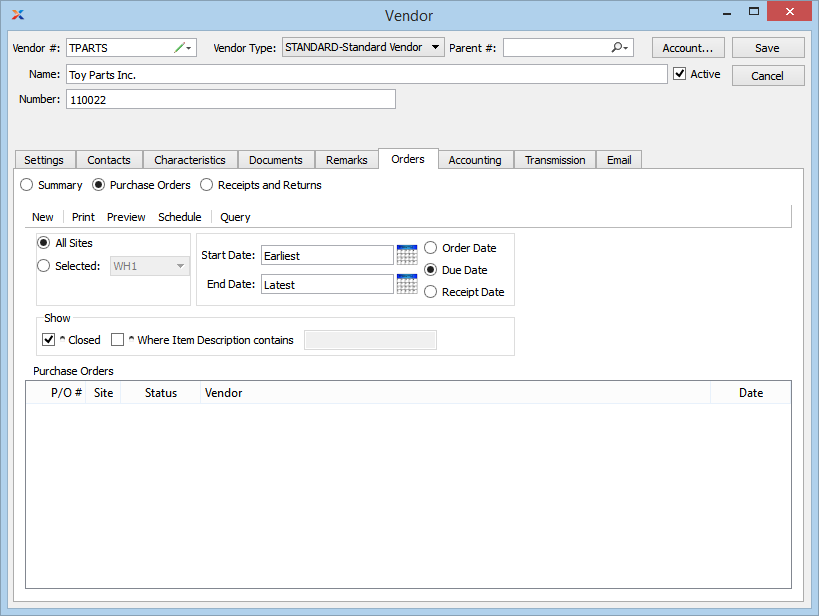 Vendor
Vendor #: TPARTS Vendor Type: STANDARD-Standard Vendor Parent #: Account... Save
Name: Toy Parts Inc. Active Cancel
Number: 110022
Settings Contacts Characteristics Documents Remarks Orders Accounting Transmission Email
Summary Purchase Orders Receipts and Returns
New Print Preview Schedule Query
All Sites
Selected: WH1
Start Date: Earliest
End Date: Latest
Order Date
Due Date
Receipt Date
Show
^ Closed ^ Where Item Description contains
Purchase Orders
P/O # Site Status Vendor Date